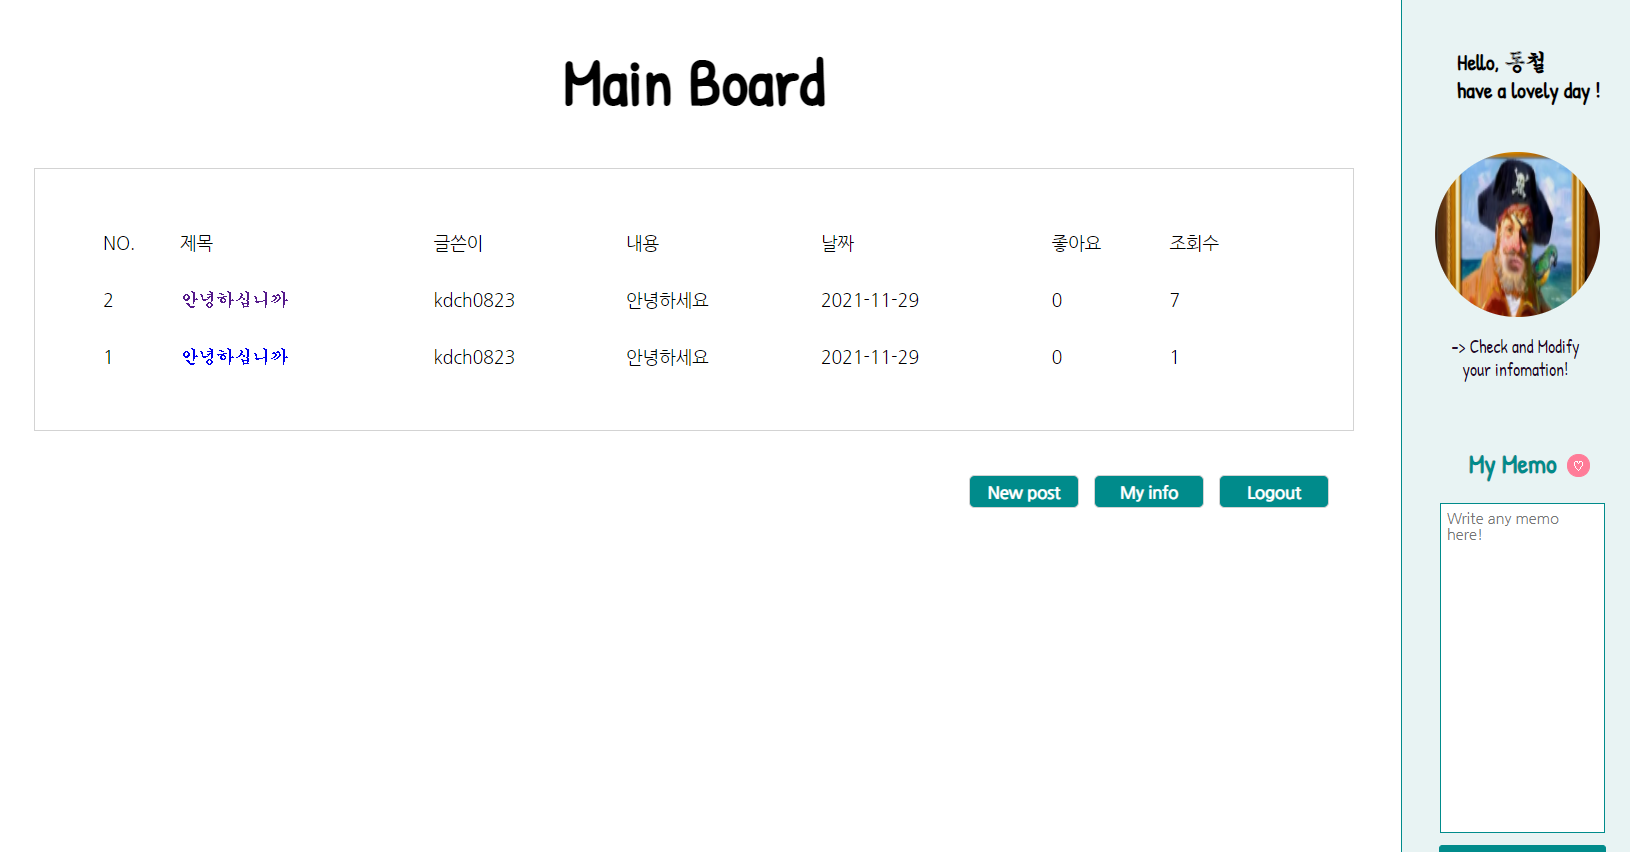 Main Board
NO. 제목 글쓴이 내용 날짜 좋아요 조회수
2 안녕하십니까 kdch0823 안녕하세요 2021-11-29 0 7
1 안녕하십니까 kdch0823 안녕하세요 2021-11-29 0 1
New post My info Logout
Hello, 동철
have a lovely day !
-> Check and Modify
your infomation!
My Memo
Write any memo
here!